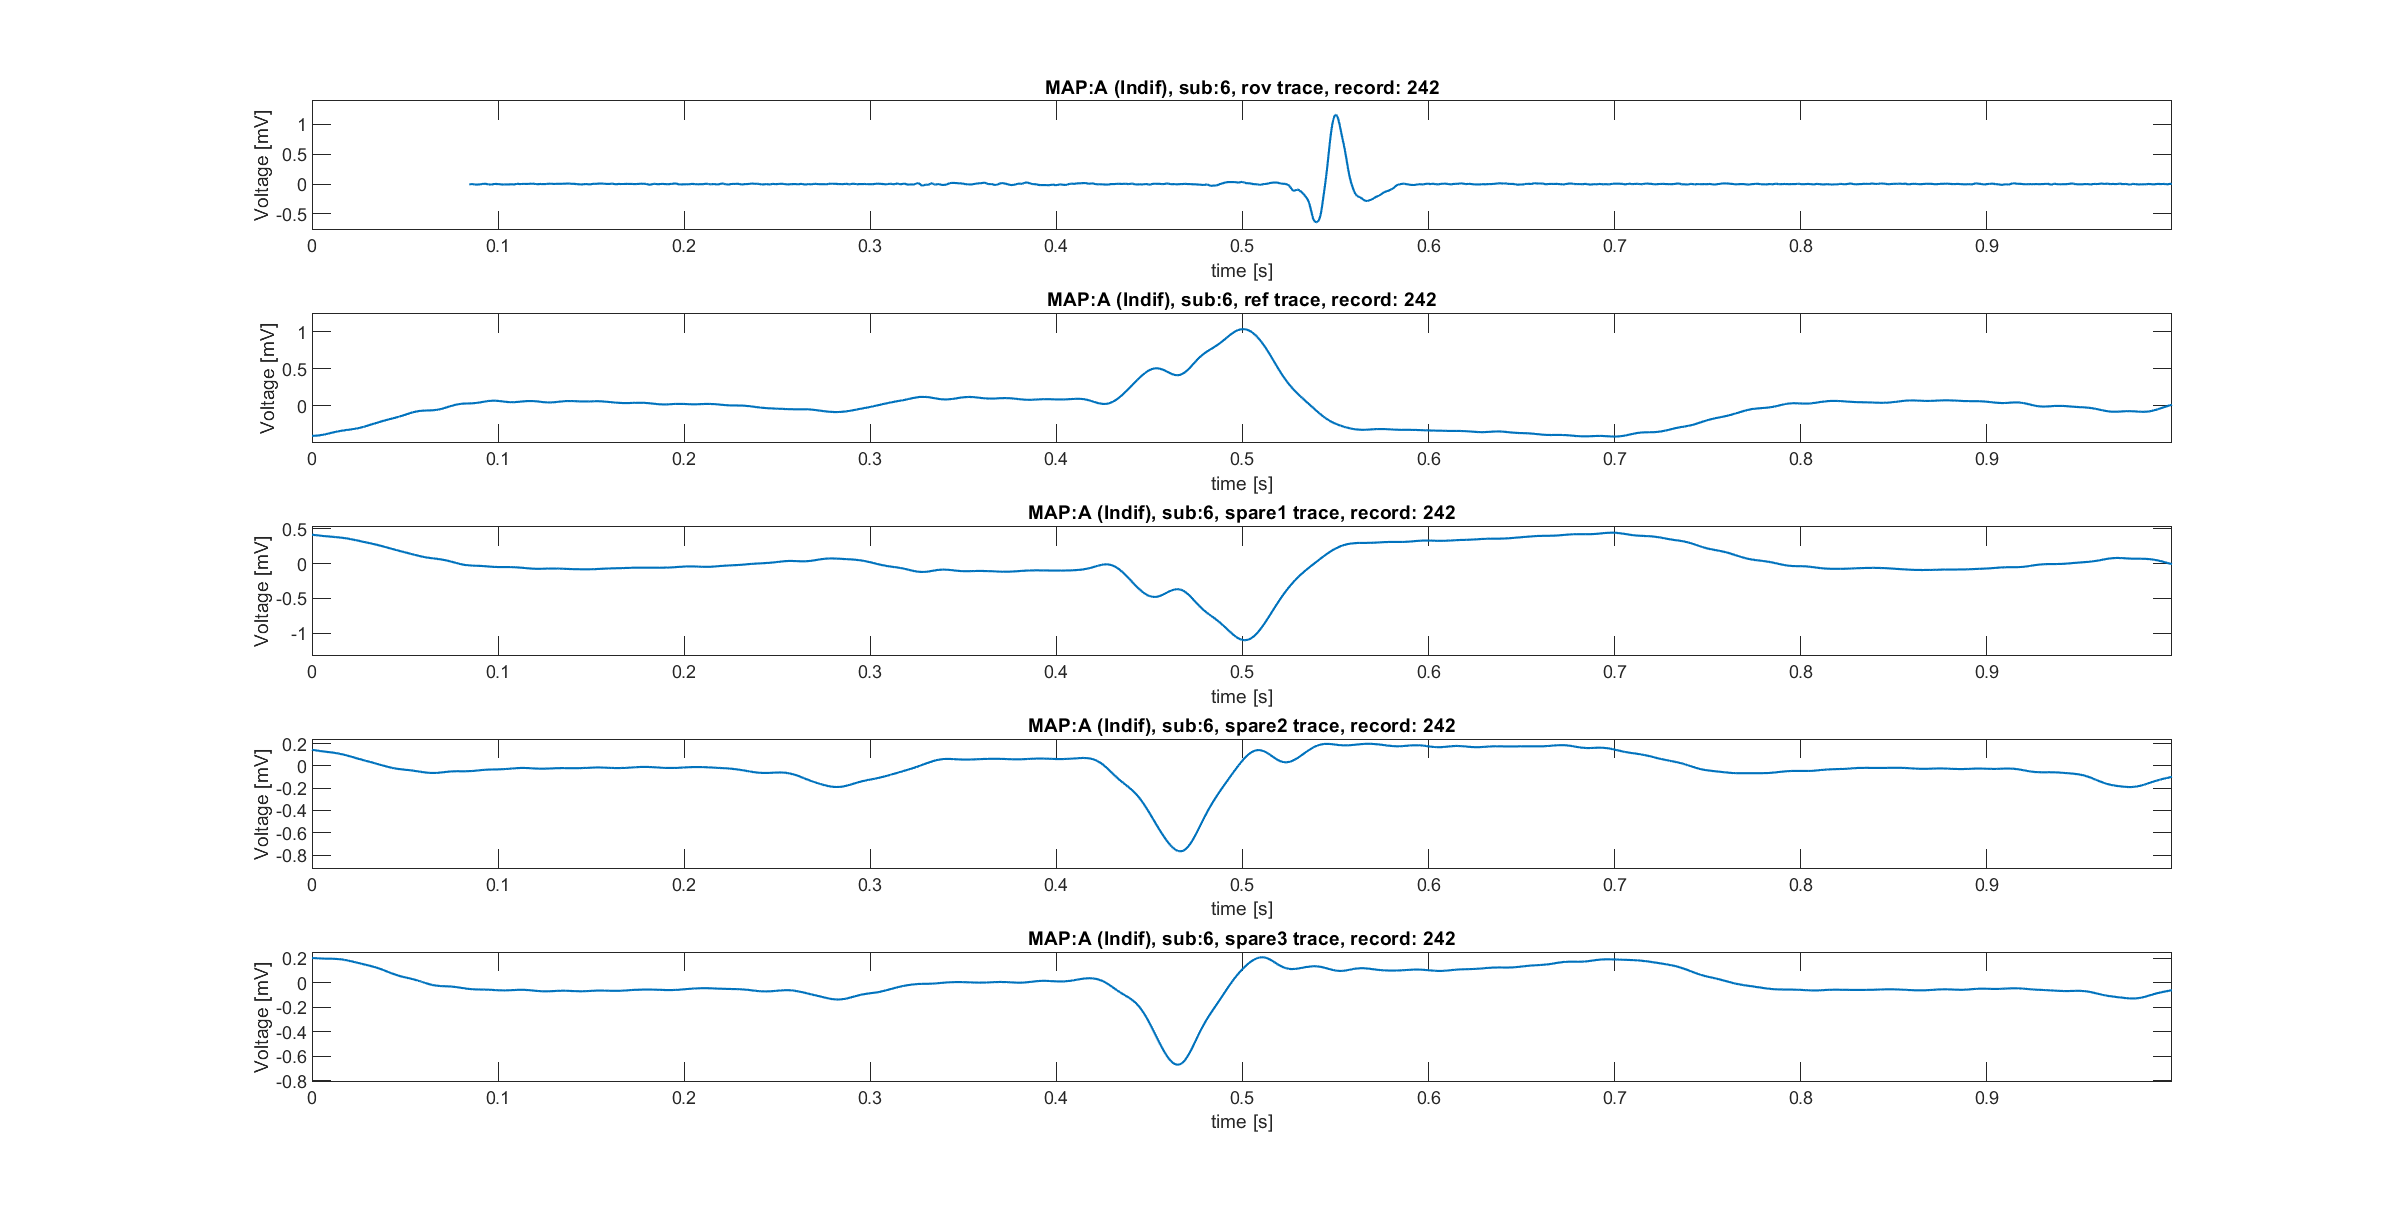 MAP:A (Indif), sub:6, rov trace, record: 242
Voltage [mV]
1
0.5
0
-0.5
0 0.1 0.2 0.3 0.4 0.5 0.6 0.7 0.8 0.9
time [s]
MAP:A (Indif), sub:6, ref trace, record: 242
Voltage [mV]
1
0.5
0
0 0.1 0.2 0.3 0.4 0.5 0.6 0.7 0.8 0.9
time [s]
MAP:A (Indif), sub:6, spare1 trace, record: 242
Voltage [mV]
0.5
0
-0.5
-1
0 0.1 0.2 0.3 0.4 0.5 0.6 0.7 0.8 0.9
time [s]
MAP:A (Indif), sub:6, spare2 trace, record: 242
Voltage [mV]
0.2
0
-0.2
-0.4
-0.6
-0.8
0 0.1 0.2 0.3 0.4 0.5 0.6 0.7 0.8 0.9
time [s]
MAP:A (Indif), sub:6, spare3 trace, record: 242
Voltage [mV]
0.2
0
-0.2
-0.4
-0.6
-0.8
0 0.1 0.2 0.3 0.4 0.5 0.6 0.7 0.8 0.9
time [s]